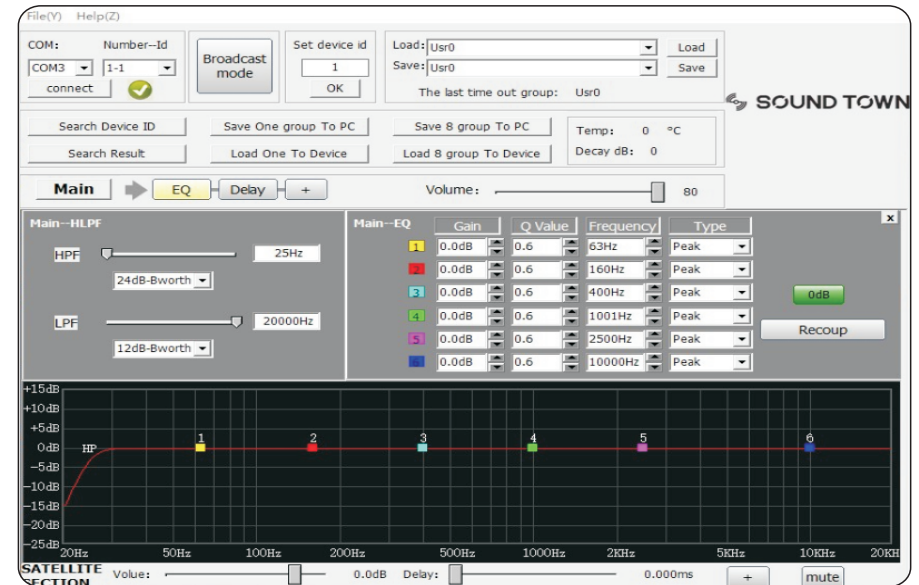 File(Y) Help(Z)
COM: Number--Id
COM3 1-1
connect
Broadcast
mode
Set device id
1
OK
Load: Usr0 Load
Save: Usr0 Save
The last time out group: Usr0
SOUND TOWN
Search Device ID Save One group To PC Save 8 group To PC
Search Result Load One To Device Load 8 group To Device
Temp: 0 °C
Decay dB: 0
Main EQ Delay + Volume: 80
Main--HLPF
HPF 25Hz
24dB-Bworth
LPF 20000Hz
12dB-Bworth
Main--EQ Gain Q Value Frequency Type x
1 0.0dB 0.6 63Hz Peak
2 0.0dB 0.6 160Hz Peak
3 0.0dB 0.6 400Hz Peak
4 0.0dB 0.6 1001Hz Peak
5 0.0dB 0.6 2500Hz Peak
6 0.0dB 0.6 10000Hz Peak
0dB
Recoup
+15dB
+10dB
+5dB
0dB HP 1 2 3 4 5 6
-5dB
-10dB
-15dB
-20dB
-25dB
20Hz 50Hz 100Hz 200Hz 500Hz 1000Hz 2KHz 5KHz 10KHz 20KH
SATELLITE
SECTION
Volue: 0.0dB Delay: 0.000ms + mute